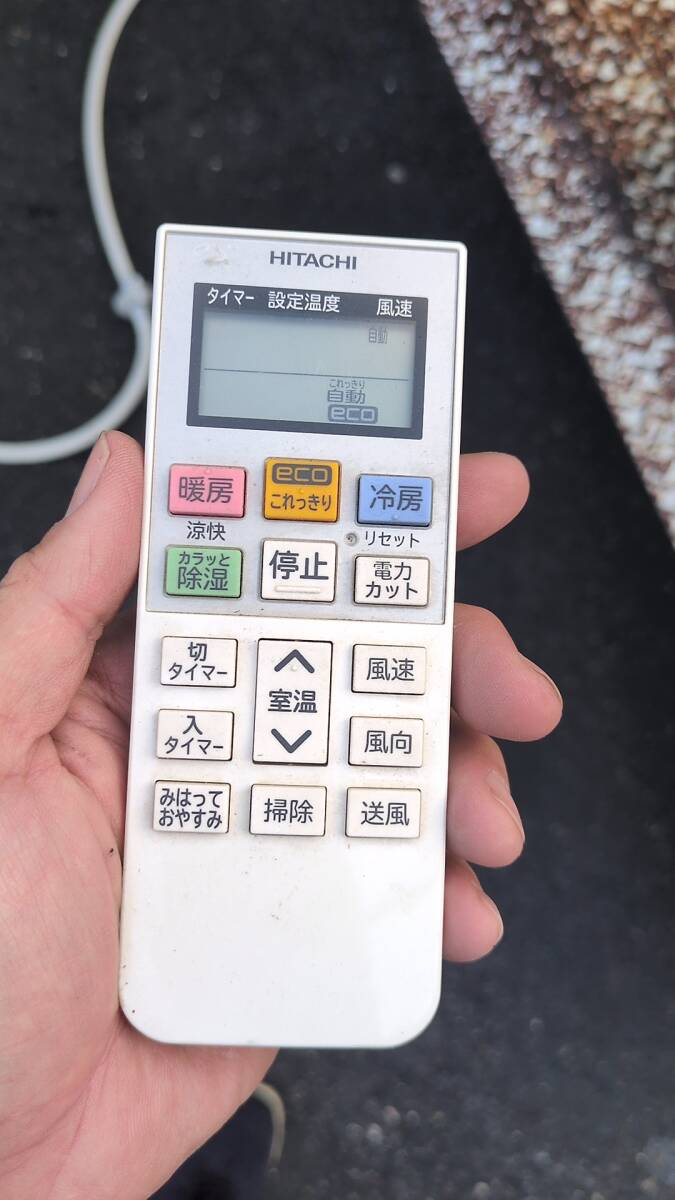 HITACHI
タイマー 設定温度 風速
自動
これっきり
自動
eco
暖房
eco
これっきり
冷房
涼快
リセット
カラッと
除湿
停止
電力
カット
切
タイマー
室温
風速
入
タイマー
風向
みはって
おやすみ
掃除
送風